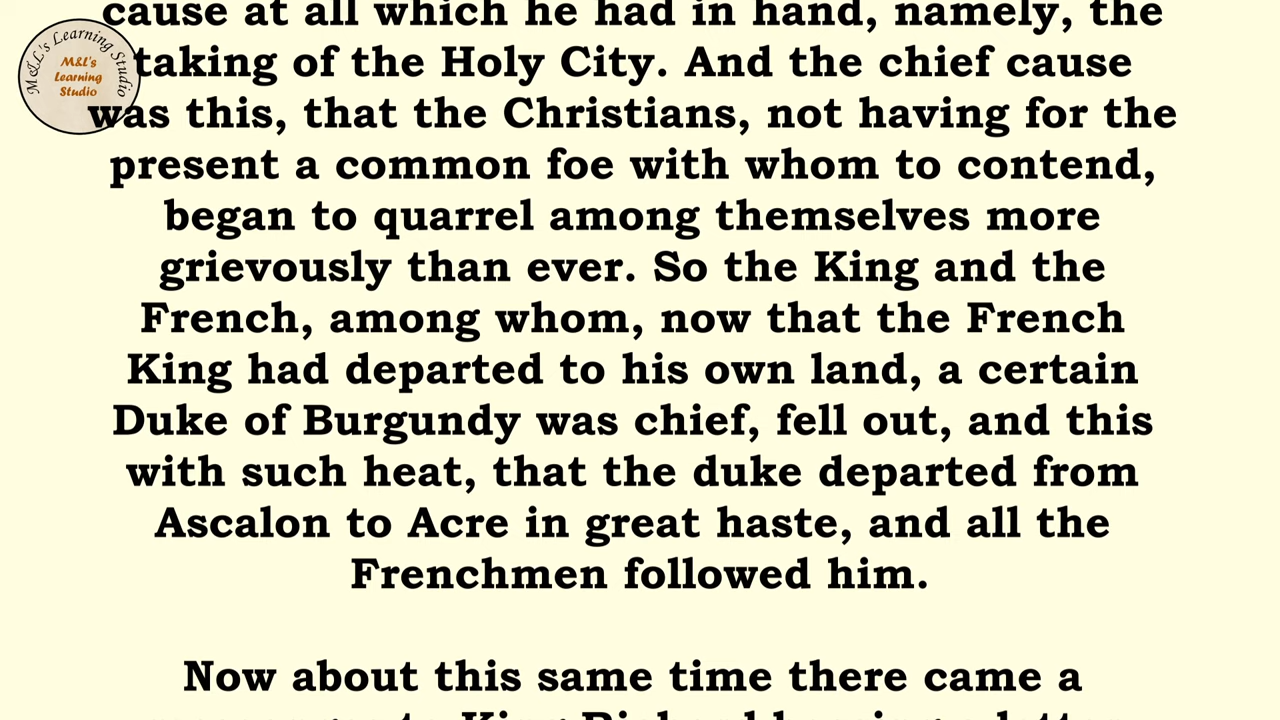 cause at all which he had in hand, namely, the
taking of the Holy City. And the chief cause
was this, that the Christians, not having for the
present a common foe with whom to contend,
began to quarrel among themselves more
grievously than ever. So the King and the
French, among whom, now that the French
King had departed to his own land, a certain
Duke of Burgundy was chief, fell out, and this
with such heat, that the duke departed from
Ascalon to Acre in great haste, and all the
Frenchmen followed him.
Now about this same time there came a
King Richard
M&L's Learning Studio
M&L's
Learning
Studio